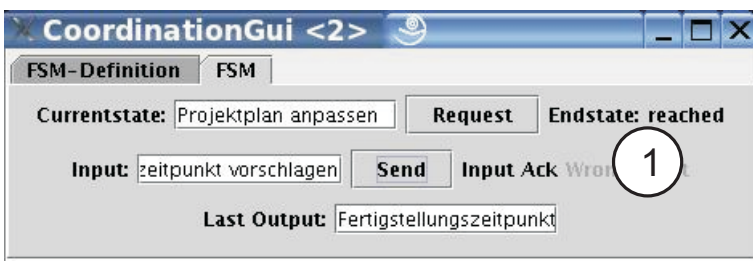 CoordinationGui <2>
FSM-Definition FSM
Currentstate: Projektplan anpassen Request Endstate: reached
Input: zeitpunkt vorschlagen Send Input Ack 1
Last Output: Fertigstellungszeitpunkt